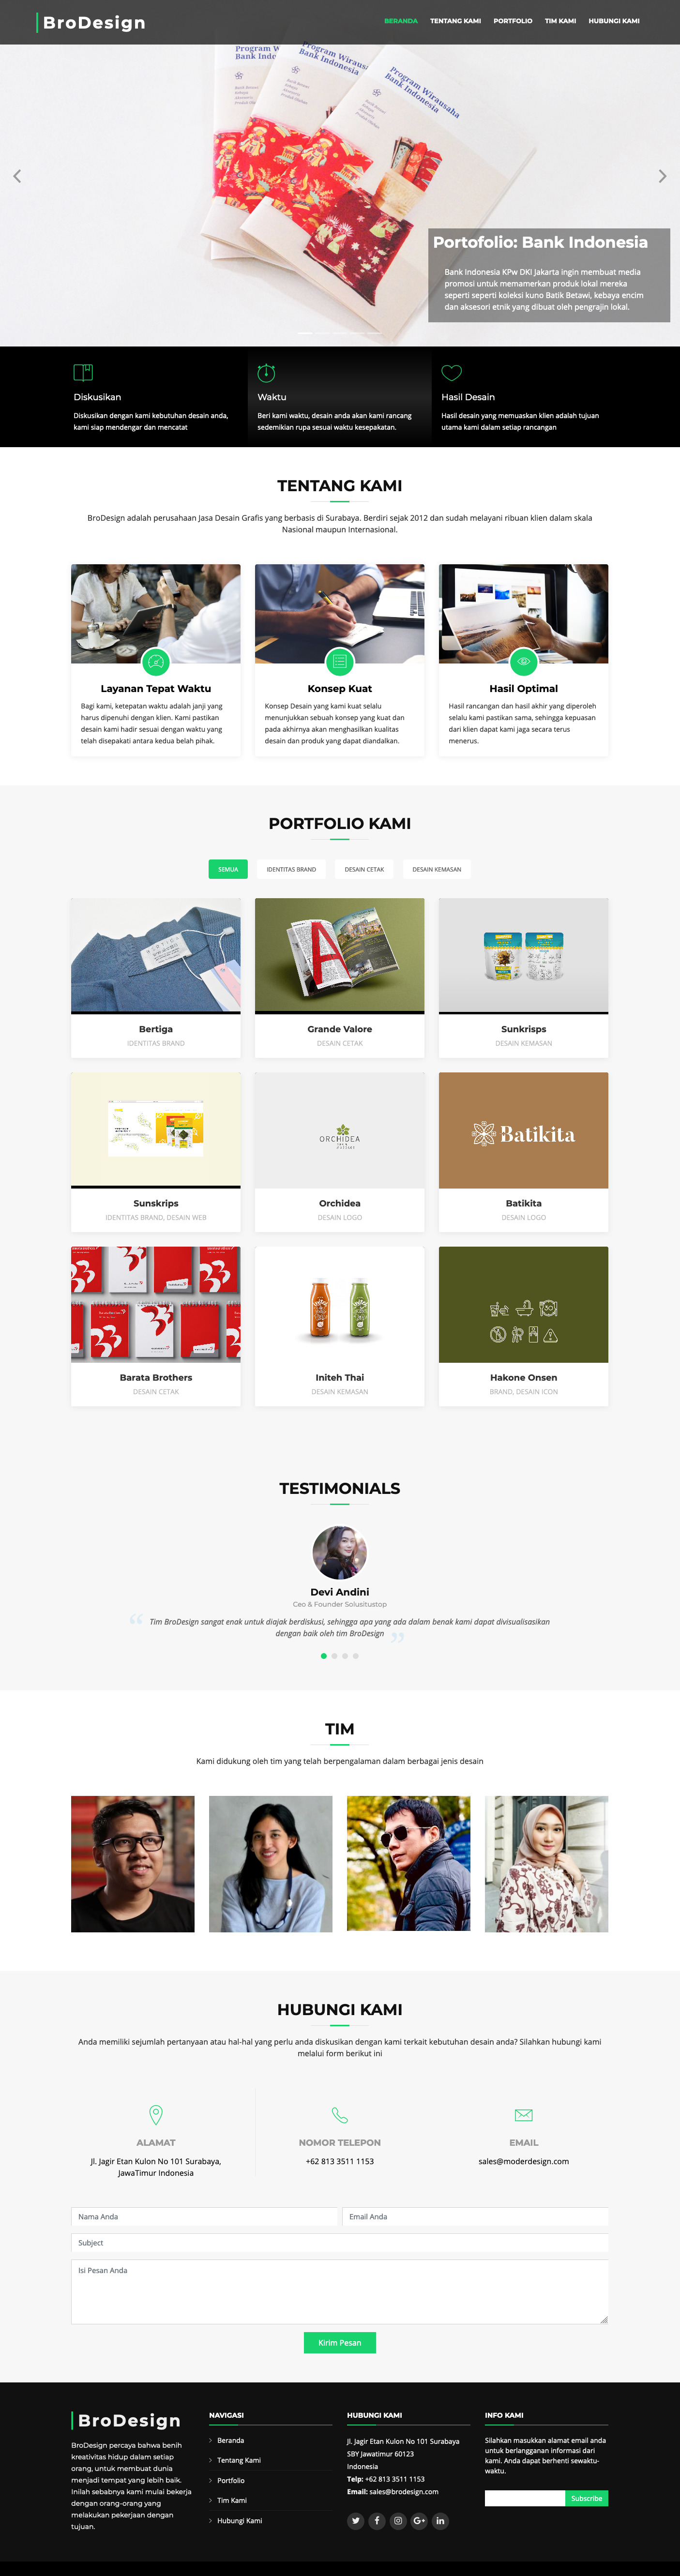 BroDesign
BERANDA TENTANG KAMI PORTFOLIO TIM KAMI HUBUNGI KAMI
Program Wirausaha
Bank Indonesia
Program Wirausaha
Bank Indonesia
Portofolio: Bank Indonesia
Bank Indonesia KPw DKI Jakarta ingin membuat media
promosi untuk memamerkan produk lokal mereka
seperti seperti koleksi kuno Batik Betawi, kebaya encim
dan aksesori etnik yang dibuat oleh pengrajin lokal.
Diskusikan
Diskusikan dengan kami kebutuhan desain anda,
kami siap mendengar dan mencatat
Waktu
Beri kami waktu, desain anda akan kami rancang
sedemikian rupa sesuai waktu kesepakatan.
Hasil Desain
Hasil desain yang memuaskan klien adalah tujuan
utama kami dalam setiap rancangan
TENTANG KAMI
BroDesign adalah perusahaan Jasa Desain Grafis yang berbasis di Surabaya. Berdiri sejak 2012 dan sudah melayani ribuan klien dalam skala
Nasional maupun Internasional.
Layanan Tepat Waktu
Bagi kami, ketepatan waktu adalah janji yang
harus dipenuhi dengan klien. Kami pastikan
desain kami hadir sesuai dengan waktu yang
telah disepakati antara kedua belah pihak.
Konsep Kuat
Konsep Desain yang kami kuat selalu
menunjukkan sebuah konsep yang kuat dan
pada akhirnya akan menghasilkan kualitas
desain dan produk yang dapat diandalkan.
Hasil Optimal
Hasil rancangan dan hasil akhir yang diperoleh
selalu kami pastikan sama, sehingga kepuasan
dari klien dapat kami jaga secara terus
menerus.
PORTFOLIO KAMI
SEMUA IDENTITAS BRAND DESAIN CETAK DESAIN KEMASAN
Bertiga
IDENTITAS BRAND
Grande Valore
DESAIN CETAK
Sunkrisps
DESAIN KEMASAN
Sunskrips
IDENTITAS BRAND, DESAIN WEB
ORCHIDEA
Orchidea
DESAIN LOGO
Batikita
Batikita
DESAIN LOGO
Barata Brothers
DESAIN CETAK
Initeh Thai
DESAIN KEMASAN
Hakone Onsen
BRAND, DESAIN ICON
TESTIMONIALS
Devi Andini
Ceo & Founder Solusitustop
“ Tim BroDesign sangat enak untuk diajak berdiskusi, sehingga apa yang ada dalam benak kami dapat divisualisasikan
dengan baik oleh tim BroDesign ”
TIM
Kami didukung oleh tim yang telah berpengalaman dalam berbagai jenis desain
HUBUNGI KAMI
Anda memiliki sejumlah pertanyaan atau hal-hal yang perlu anda diskusikan dengan kami terkait kebutuhan desain anda? Silahkan hubungi kami
melalui form berikut ini
ALAMAT
Jl. Jagir Etan Kulon No 101 Surabaya,
JawaTimur Indonesia
NOMOR TELEPON
+62 813 3511 1153
EMAIL
sales@moderdesign.com
Nama Anda
Email Anda
Subject
Isi Pesan Anda
Kirim Pesan
BroDesign
BroDesign percaya bahwa benih
kreativitas hidup dalam setiap
orang, untuk membuat dunia
menjadi tempat yang lebih baik.
Inilah sebabnya kami mulai bekerja
dengan orang-orang yang
melakukan pekerjaan dengan
tujuan.
NAVIGASI
Beranda
Tentang Kami
Portfolio
Tim Kami
Hubungi Kami
HUBUNGI KAMI
Jl. Jagir Etan Kulon No 101 Surabaya
SBY Jawatimur 60123
Indonesia
Telp: +62 813 3511 1153
Email: sales@brodesign.com
INFO KAMI
Silahkan masukkan alamat email anda
untuk berlangganan informasi dari
kami. Anda dapat berhenti sewaktu-
waktu.
Subscribe